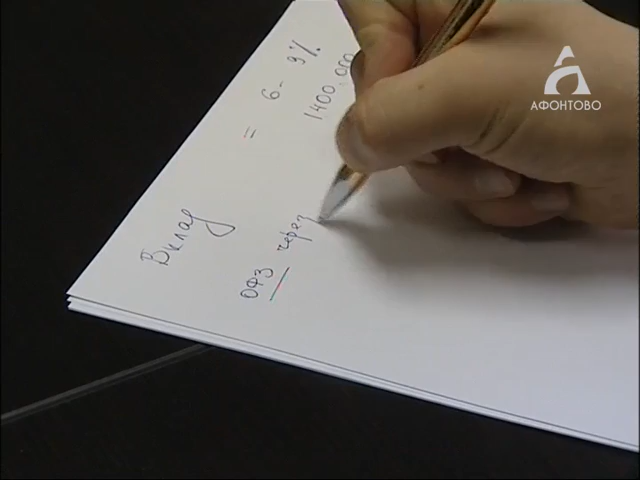 АФОНТОВО
Вклад = 6- 9%
1400.000
ОФЗ через